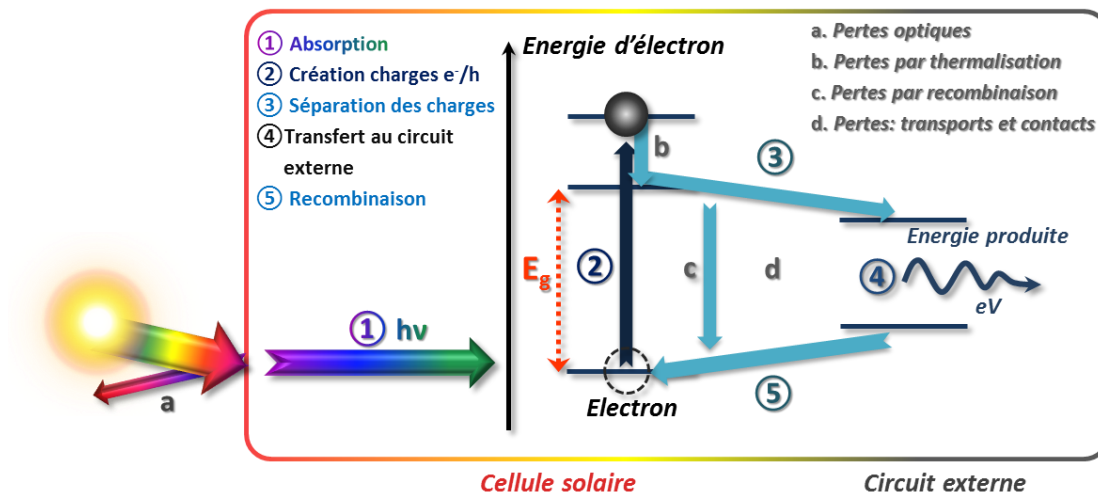 ① Absorption
② Création charges e⁻/h
③ Séparation des charges
④ Transfert au circuit
externe
⑤ Recombinaison
Energie d'électron
a. Pertes optiques
b. Pertes par thermalisation
c. Pertes par recombinaison
d. Pertes: transports et contacts
b
③
Energie produite
E_g
②
c
d
④
eV
① hν
a
Electron
⑤
Cellule solaire
Circuit externe